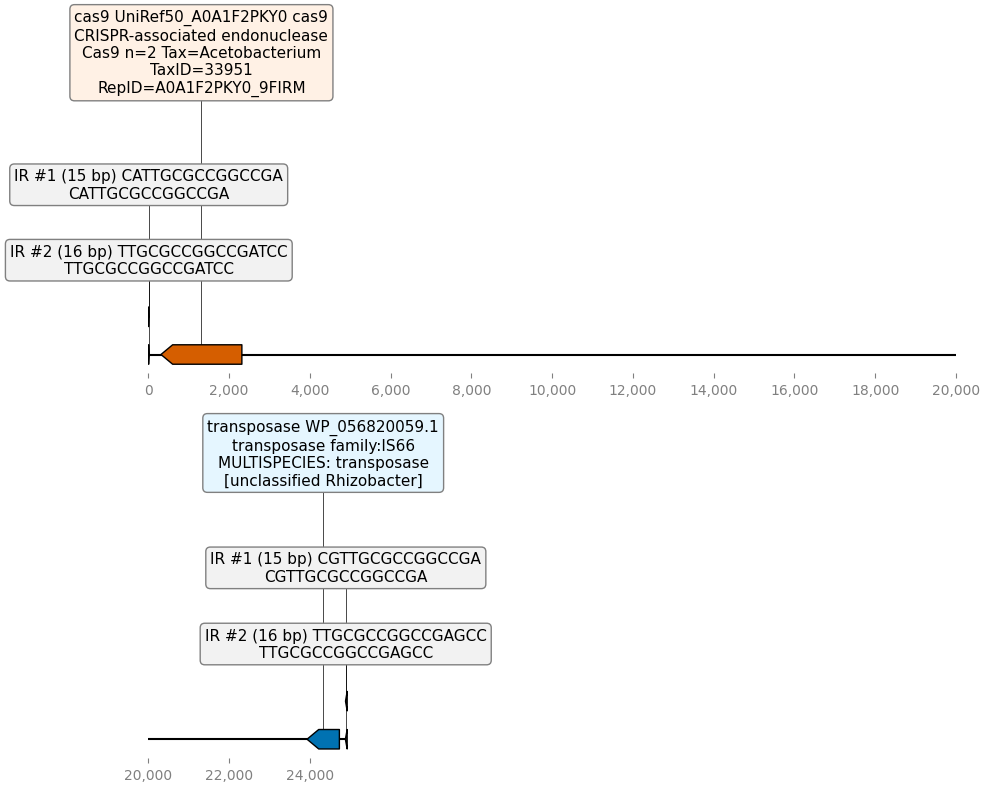 cas9 UniRef50_A0A1F2PKY0 cas9
CRISPR-associated endonuclease
Cas9 n=2 Tax=Acetobacterium
TaxID=33951
RepID=A0A1F2PKY0_9FIRM
IR #1 (15 bp) CATTGCGCCGGCCGA
CATTGCGCCGGCCGA
IR #2 (16 bp) TTGCGCCGGCCGATCC
TTGCGCCGGCCGATCC
0 2,000 4,000 6,000 8,000 10,000 12,000 14,000 16,000 18,000 20,000
transposase WP_056820059.1
transposase family:IS66
MULTISPECIES: transposase
[unclassified Rhizobacter]
IR #1 (15 bp) CGTTGCGCCGGCCGA
CGTTGCGCCGGCCGA
IR #2 (16 bp) TTGCGCCGGCCGAGCC
TTGCGCCGGCCGAGCC
20,000 22,000 24,000